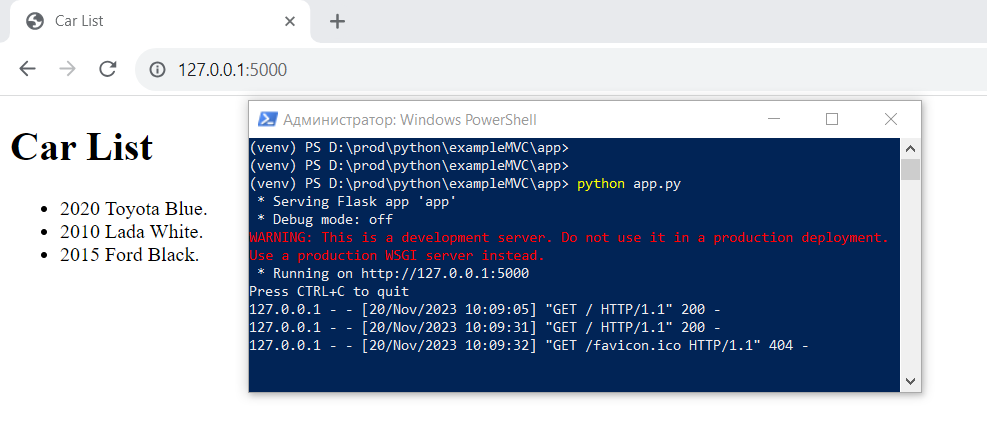 Car List
127.0.0.1:5000
Car List
2020 Toyota Blue.
2010 Lada White.
2015 Ford Black.
Администратор: Windows PowerShell
(venv) PS D:\prod\python\exampleMVC\app>
(venv) PS D:\prod\python\exampleMVC\app>
(venv) PS D:\prod\python\exampleMVC\app> python app.py
 * Serving Flask app 'app'
 * Debug mode: off
WARNING: This is a development server. Do not use it in a production deployment.
Use a production WSGI server instead.
 * Running on http://127.0.0.1:5000
Press CTRL+C to quit
127.0.0.1 - - [20/Nov/2023 10:09:05] "GET / HTTP/1.1" 200 -
127.0.0.1 - - [20/Nov/2023 10:09:31] "GET / HTTP/1.1" 200 -
127.0.0.1 - - [20/Nov/2023 10:09:32] "GET /favicon.ico HTTP/1.1" 404 -